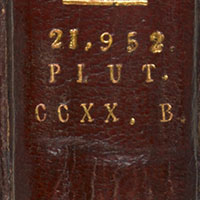 21,952.
PLUT.
CCXX. B.